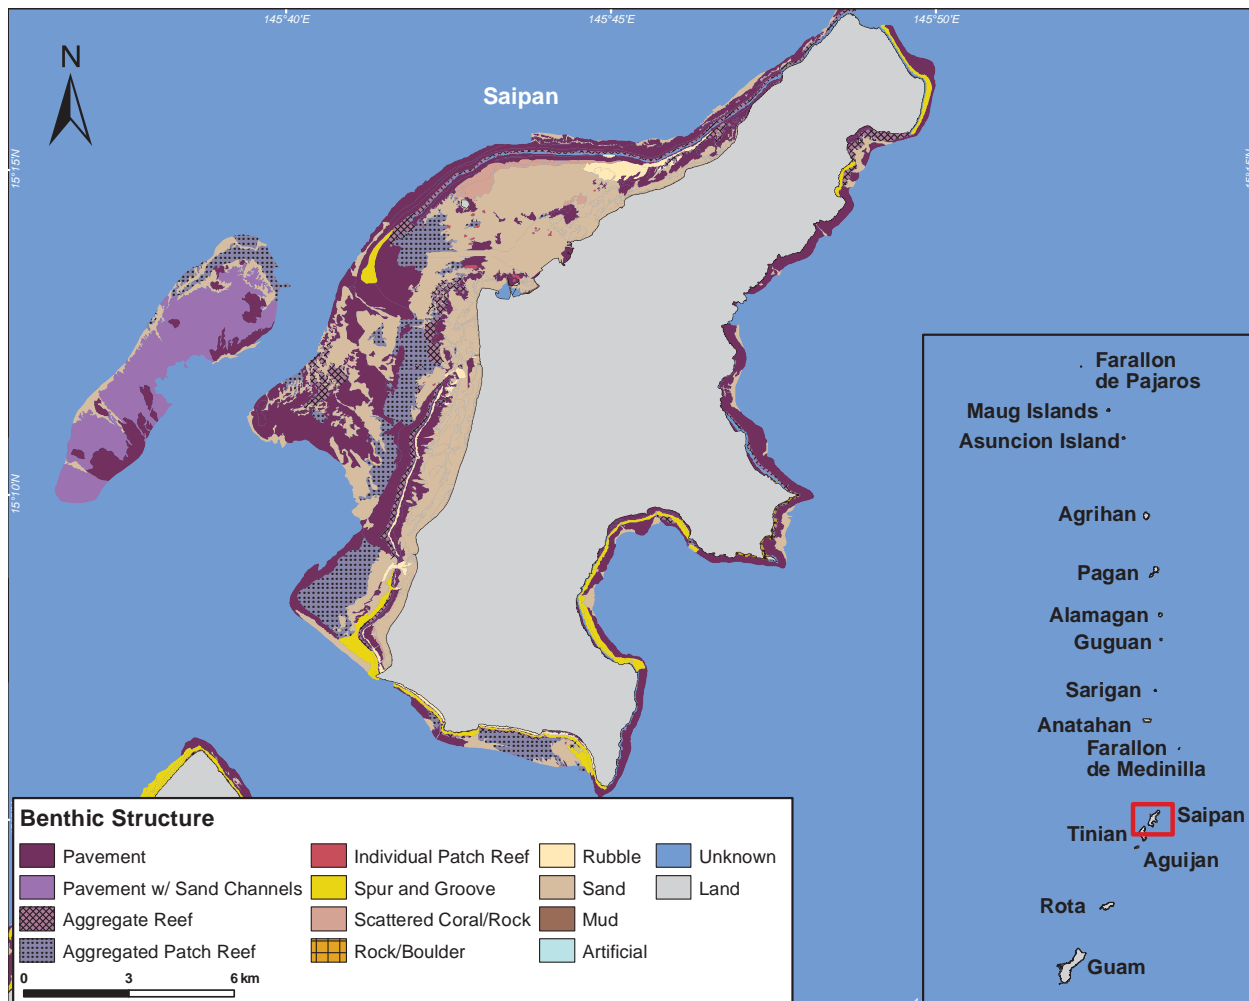 145°40'E
145°45'E
145°50'E
N
Saipan
15°15'N
15°10'N
Farallon
de Pajaros
Maug Islands
Asuncion Island
Agrihan
Pagan
Alamagan
Guguan
Sarigan
Anatahan
Farallon
de Medinilla
Saipan
Tinian
Aguijan
Rota
Guam
Benthic Structure
Pavement
Pavement w/ Sand Channels
Aggregate Reef
Aggregated Patch Reef
Individual Patch Reef
Spur and Groove
Scattered Coral/Rock
Rock/Boulder
Rubble
Sand
Mud
Artificial
Unknown
Land
0 3 6 km